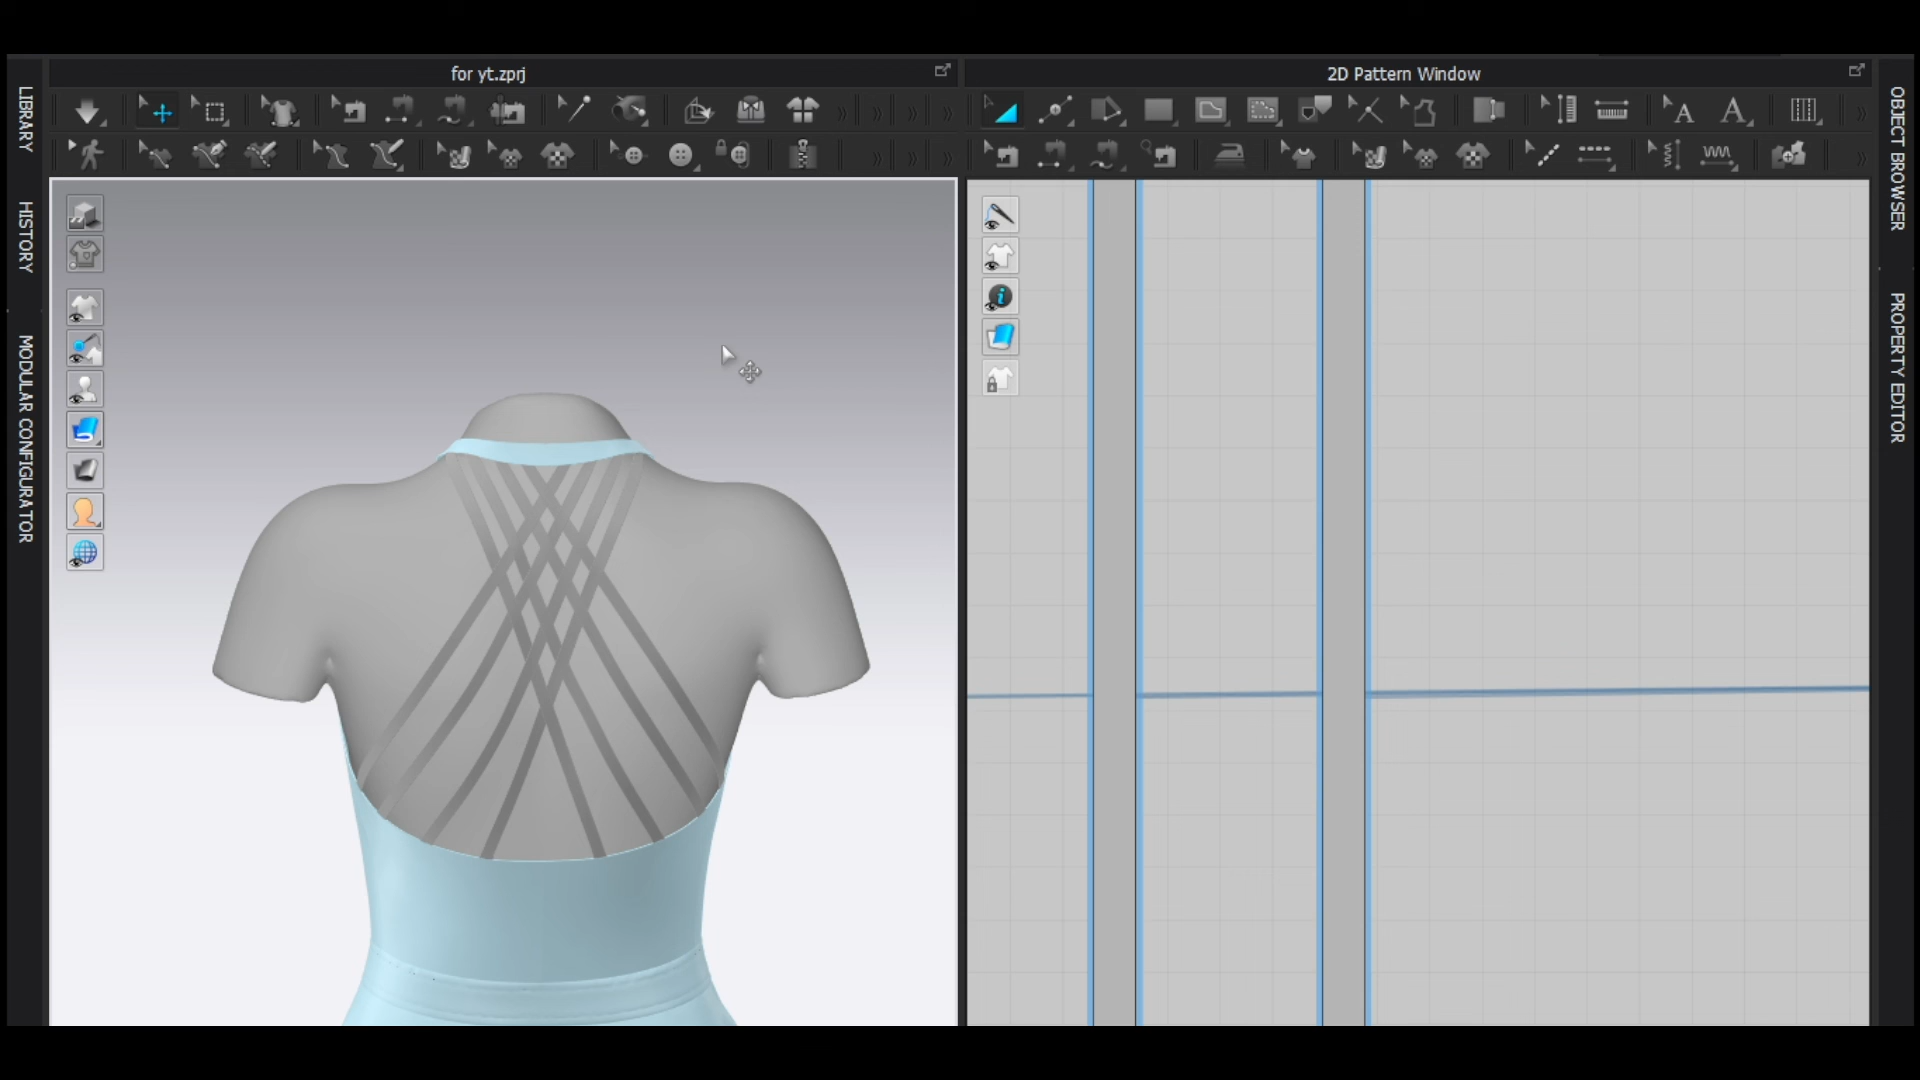 for yt.zprj
2D Pattern Window
LIBRARY
HISTORY
MODULAR CONFIGURATOR
OBJECT BROWSER
PROPERTY EDITOR